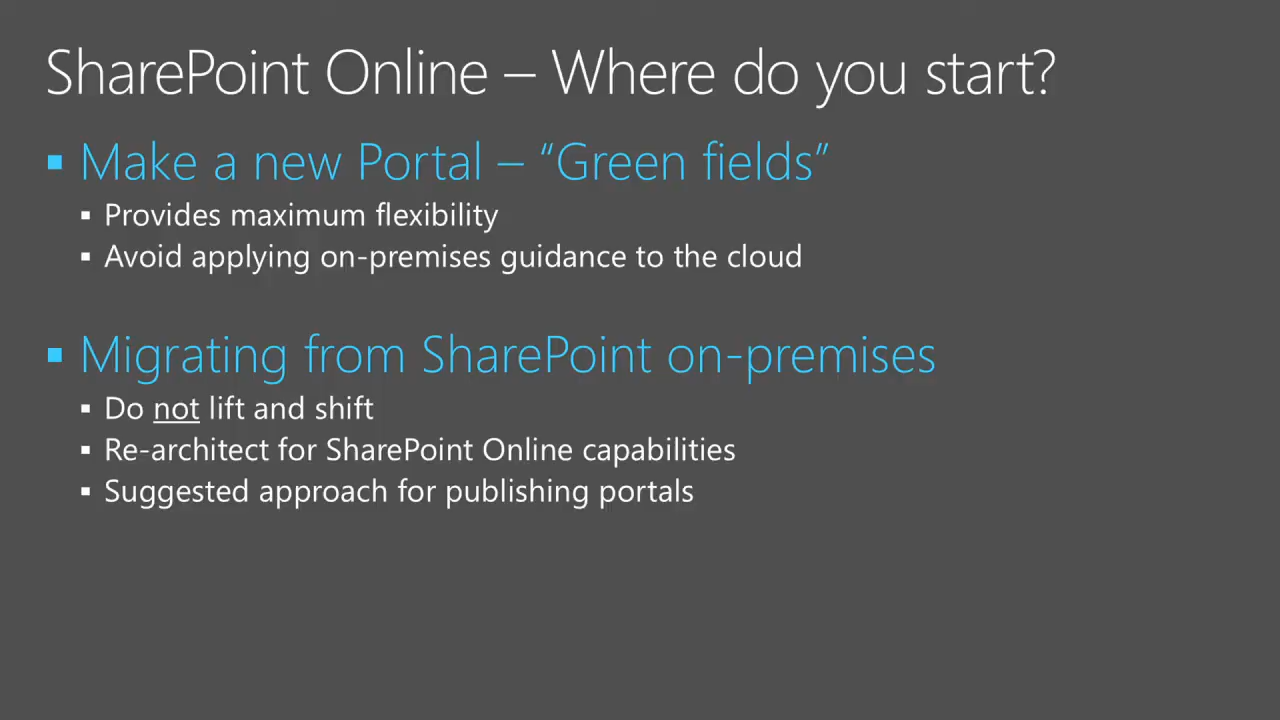 SharePoint Online – Where do you start?
▪ Make a new Portal – “Green fields”
▪ Provides maximum flexibility
▪ Avoid applying on-premises guidance to the cloud
▪ Migrating from SharePoint on-premises
▪ Do not lift and shift
▪ Re-architect for SharePoint Online capabilities
▪ Suggested approach for publishing portals